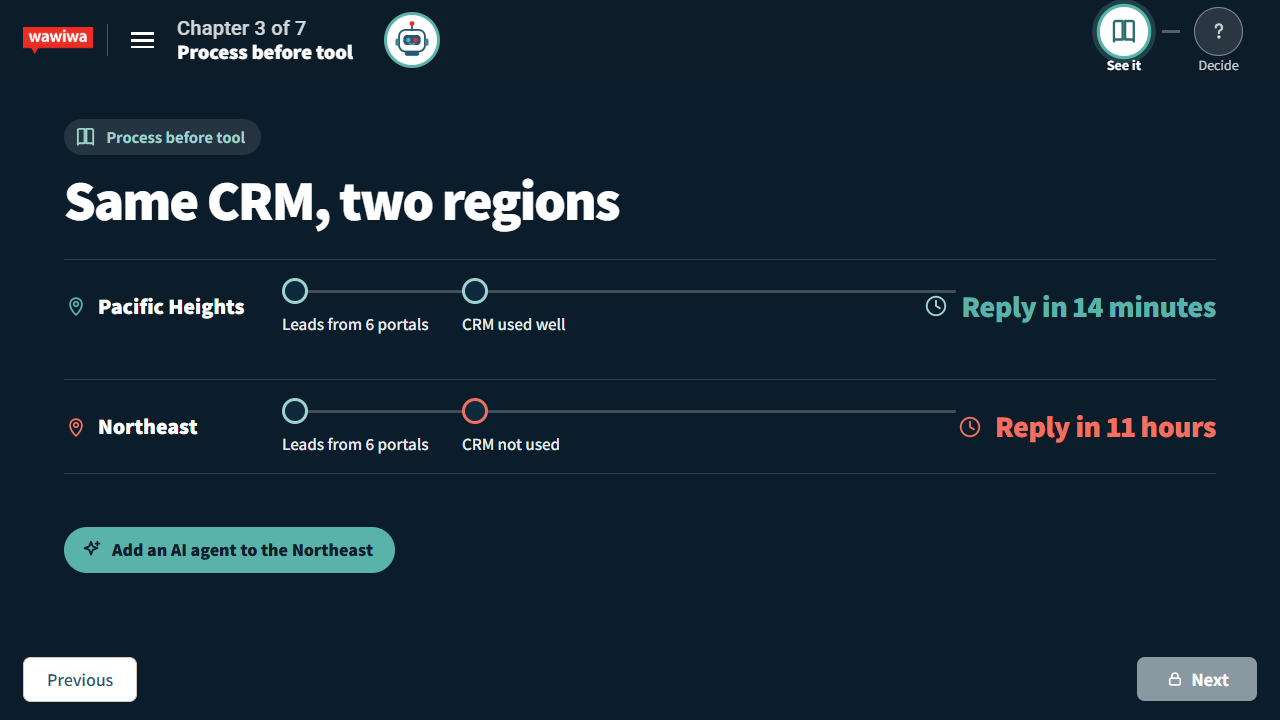 wawiwa
Chapter 3 of 7
Process before tool
See it
?
Decide
Process before tool
Same CRM, two regions
Pacific Heights
Leads from 6 portals
CRM used well
Reply in 14 minutes
Northeast
Leads from 6 portals
CRM not used
Reply in 11 hours
Add an AI agent to the Northeast
Previous
Next